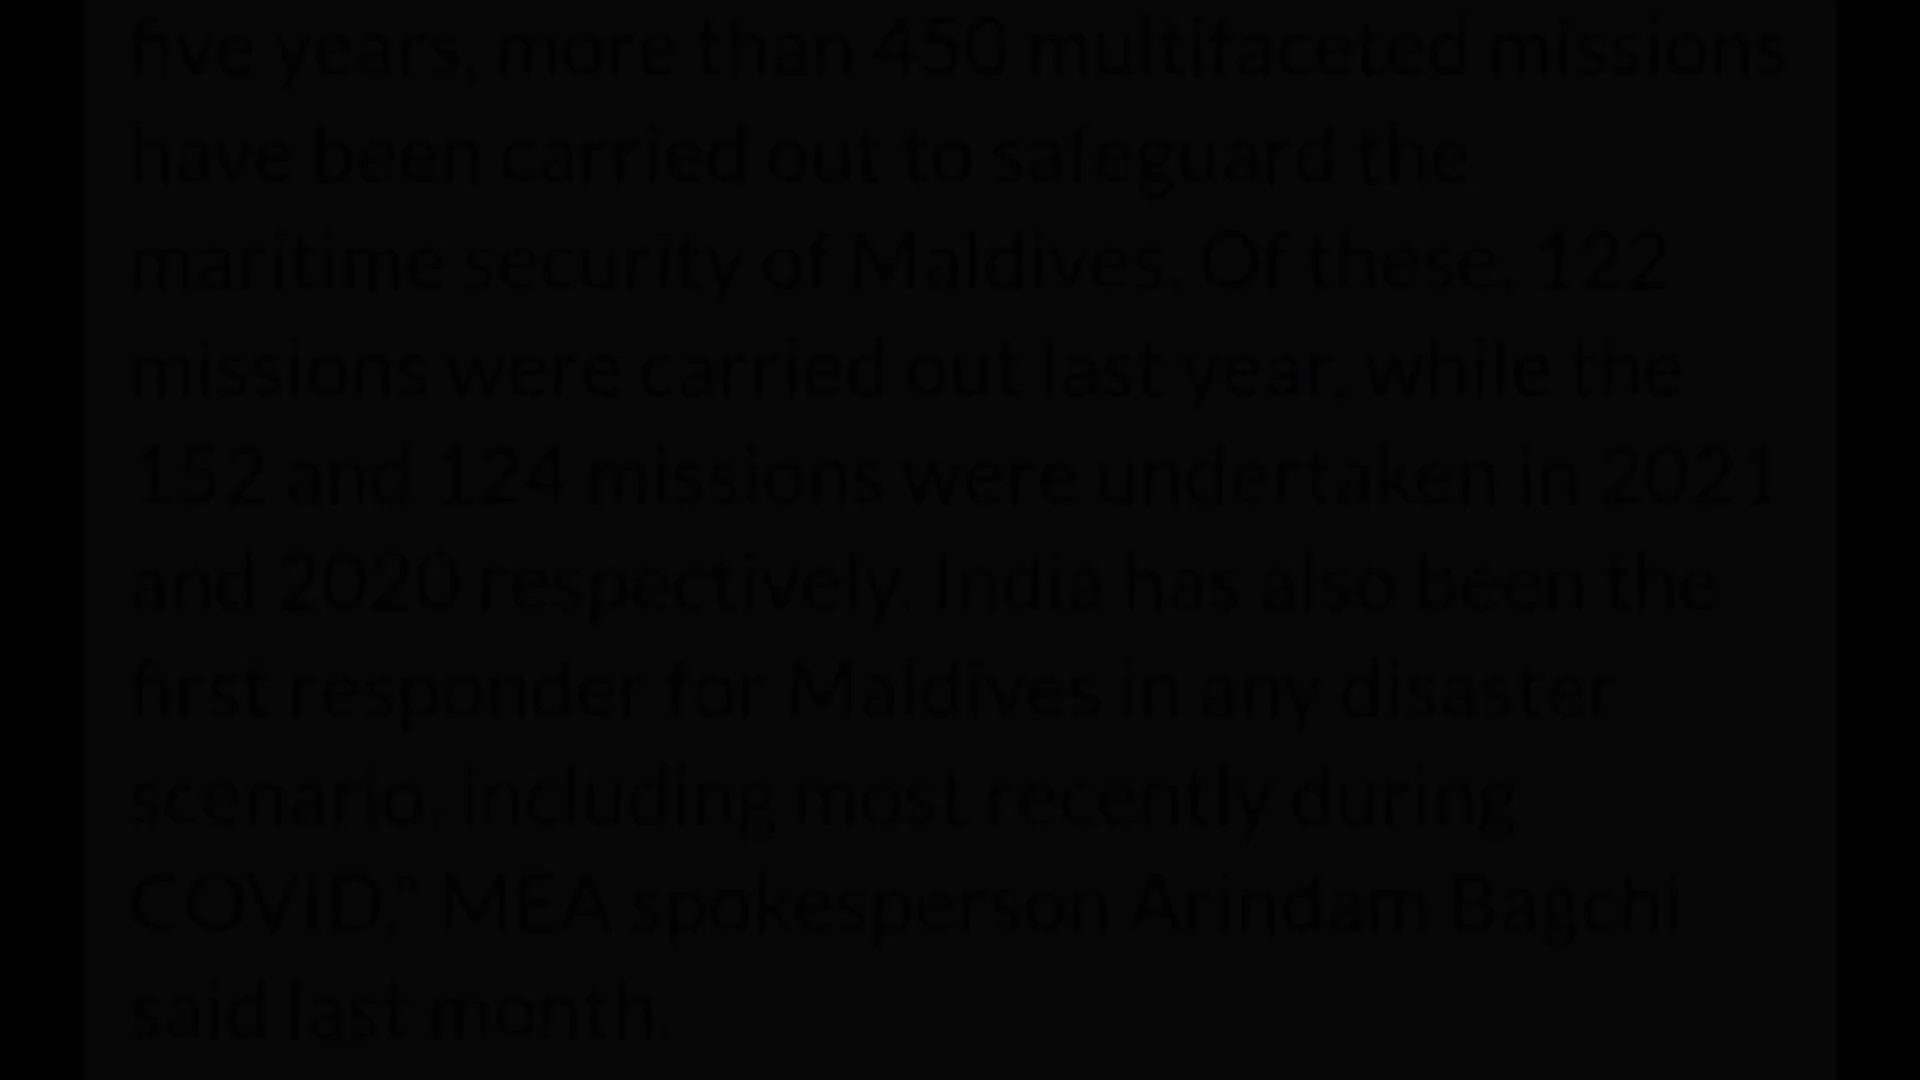 five years, more than 450 multifaceted missions
have been carried out to safeguard the
maritime security of Maldives. Of these, 122
missions were carried out last year, while the
152 and 124 missions were undertaken in 2021
and 2020 respectively. India has also been the
first responder for Maldives in any disaster
scenario, including most recently during
COVID," MEA spokesperson Arindam Bagchi
said last month.